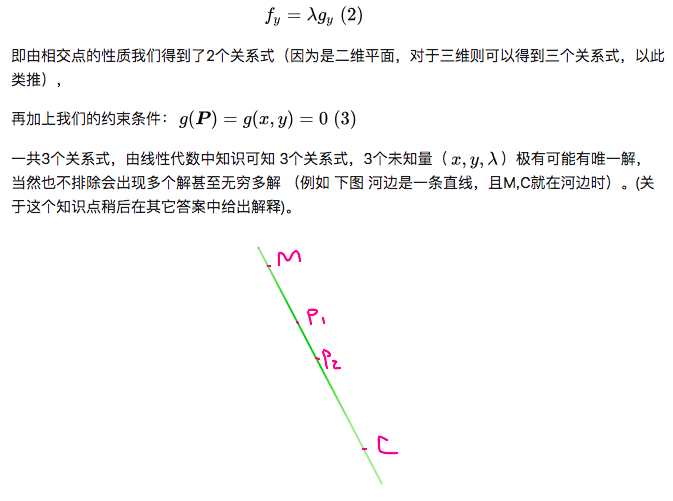 f_y = λg_y (2)
即由相交点的性质我们得到了2个关系式（因为是二维平面，对于三维则可以得到三个关系式，以此
类推），
再加上我们的约束条件：g(P) = g(x, y) = 0 (3)
一共3个关系式，由线性代数中知识可知 3个关系式，3个未知量（x, y, λ）极有可能有唯一解，
当然也不排除会出现多个解甚至无穷多解 （例如 下图 河边是一条直线，且M,C就在河边时）。(关
于这个知识点稍后在其它答案中给出解释)。
M
P1
P2
C